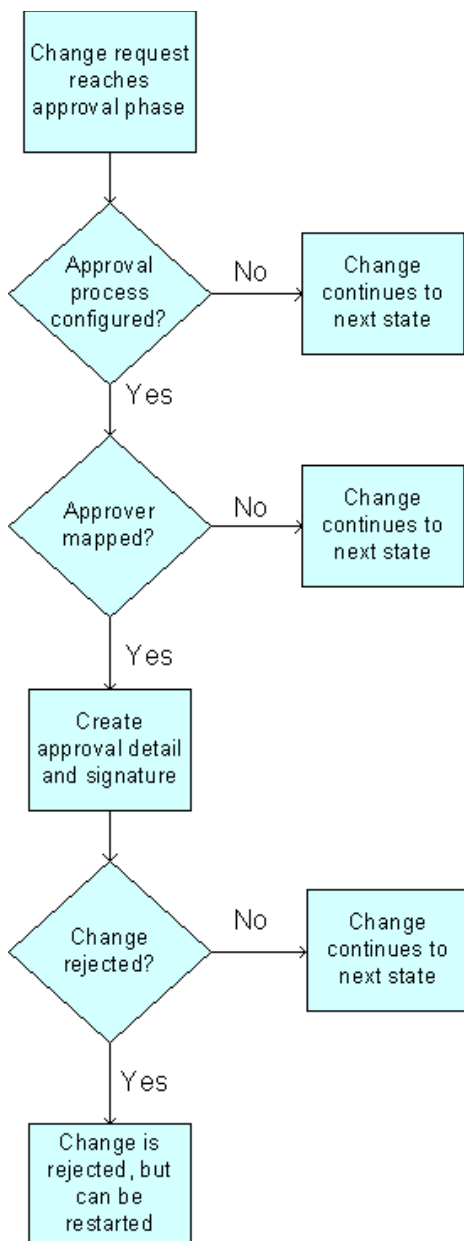 Change request
reaches
approval phase
Approval
process
configured?
No
Change
continues to
next state
Yes
Approver
mapped?
No
Change
continues to
next state
Yes
Create
approval detail
and signature
Change
rejected?
No
Change
continues to
next state
Yes
Change is
rejected, but
can be
restarted